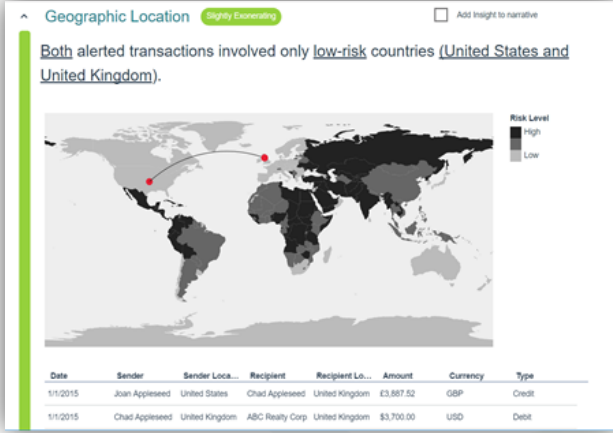 Geographic Location Slightly Exonerating Add Insight to narrative
Both alerted transactions involved only low-risk countries (United States and
United Kingdom).
Risk Level
High
Low
Date Sender Sender Loca... Recipient Recipient Lo... Amount Currency Type
1/1/2015 Joan Appleseed United States Chad Appleseed United Kingdom £3,887.52 GBP Credit
1/1/2015 Chad Appleseed United Kingdom ABC Realty Corp United Kingdom $3,700.00 USD Debit